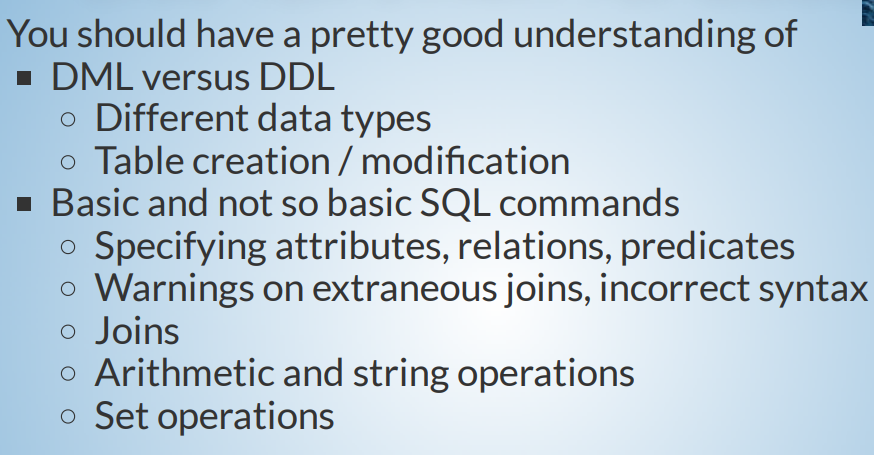 You should have a pretty good understanding of
▪ DML versus DDL
○ Different data types
○ Table creation / modification
▪ Basic and not so basic SQL commands
○ Specifying attributes, relations, predicates
○ Warnings on extraneous joins, incorrect syntax
○ Joins
○ Arithmetic and string operations
○ Set operations